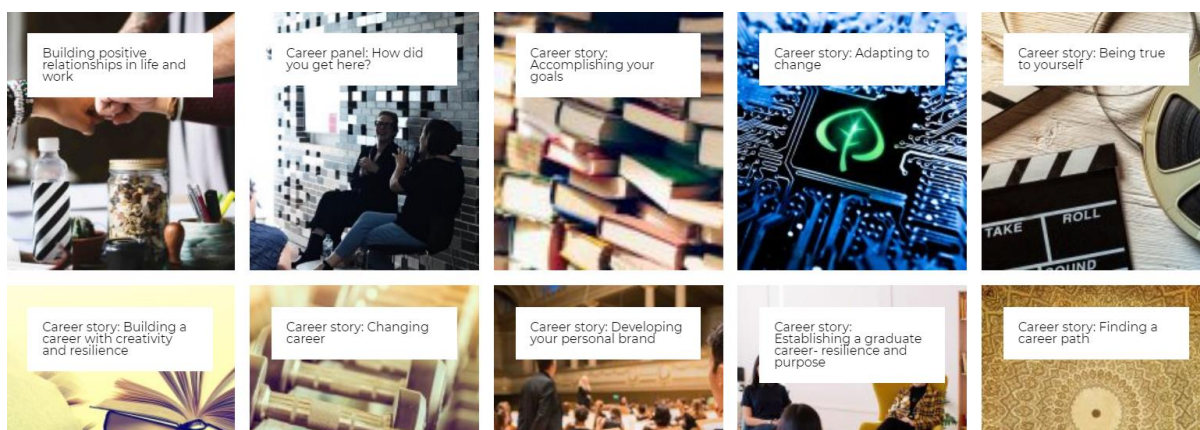 Building positive
relationships in life and
work
Career panel: How did
you get here?
Career story:
Accomplishing your
goals
Career story: Adapting to
change
Career story: Being true
to yourself
TAKE
ROLL
SOUND
Career story: Building a
career with creativity
and resilience
Career story: Changing
career
Career story: Developing
your personal brand
Career story:
Establishing a graduate
career- resilience and
purpose
Career story: Finding a
career path